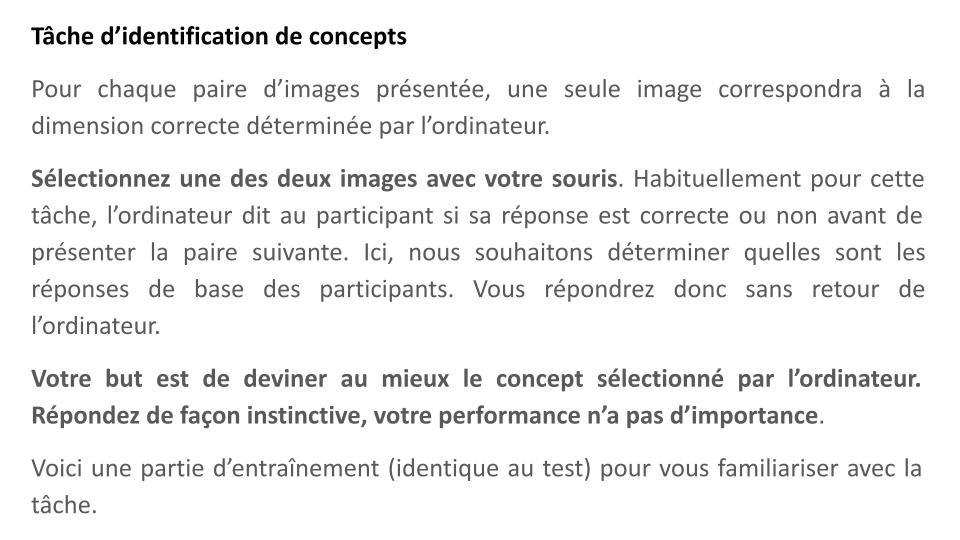 Tâche d’identification de concepts
Pour chaque paire d’images présentée, une seule image correspondra à la
dimension correcte déterminée par l’ordinateur.
Sélectionnez une des deux images avec votre souris. Habituellement pour cette
tâche, l’ordinateur dit au participant si sa réponse est correcte ou non avant de
présenter la paire suivante. Ici, nous souhaitons déterminer quelles sont les
réponses de base des participants. Vous répondrez donc sans retour de
l’ordinateur.
Votre but est de deviner au mieux le concept sélectionné par l’ordinateur.
Répondez de façon instinctive, votre performance n’a pas d’importance.
Voici une partie d’entraînement (identique au test) pour vous familiariser avec la
tâche.